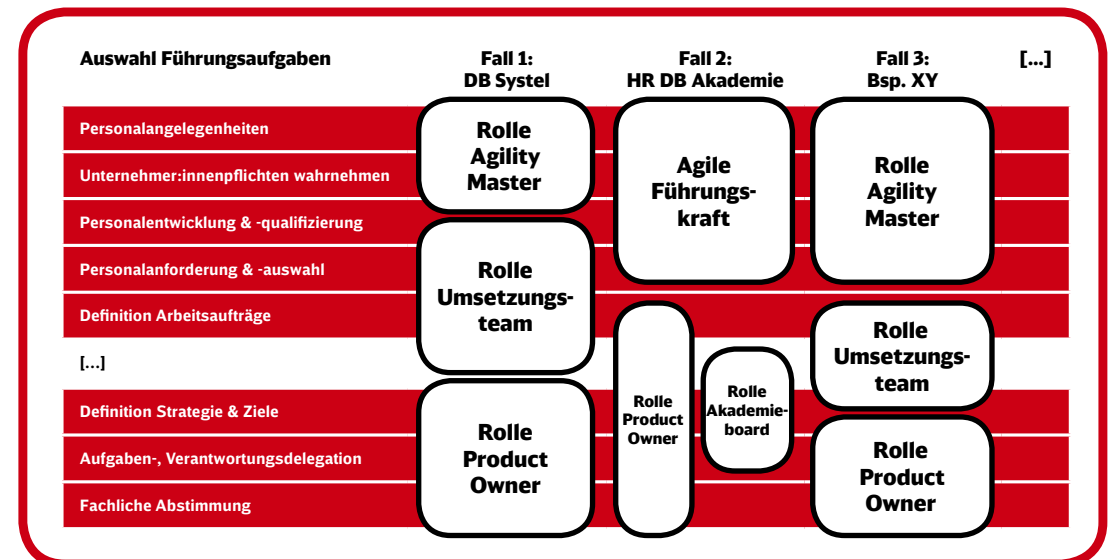 Auswahl Führungsaufgaben
Fall 1:
DB Systel
Fall 2:
HR DB Akademie
Fall 3:
Bsp. XY
[...]
Personalangelegenheiten
Unternehmer:innenpflichten wahrnehmen
Personalentwicklung & -qualifizierung
Personalanforderung & -auswahl
Definition Arbeitsaufträge
[...]
Definition Strategie & Ziele
Aufgaben-, Verantwortungsdelegation
Fachliche Abstimmung
Rolle
Agility
Master
Rolle
Umsetzungs-
team
Rolle
Product
Owner
Agile
Führungs-
kraft
Rolle
Product
Owner
Rolle
Akademie-
board
Rolle
Agility
Master
Rolle
Umsetzungs-
team
Rolle
Product
Owner